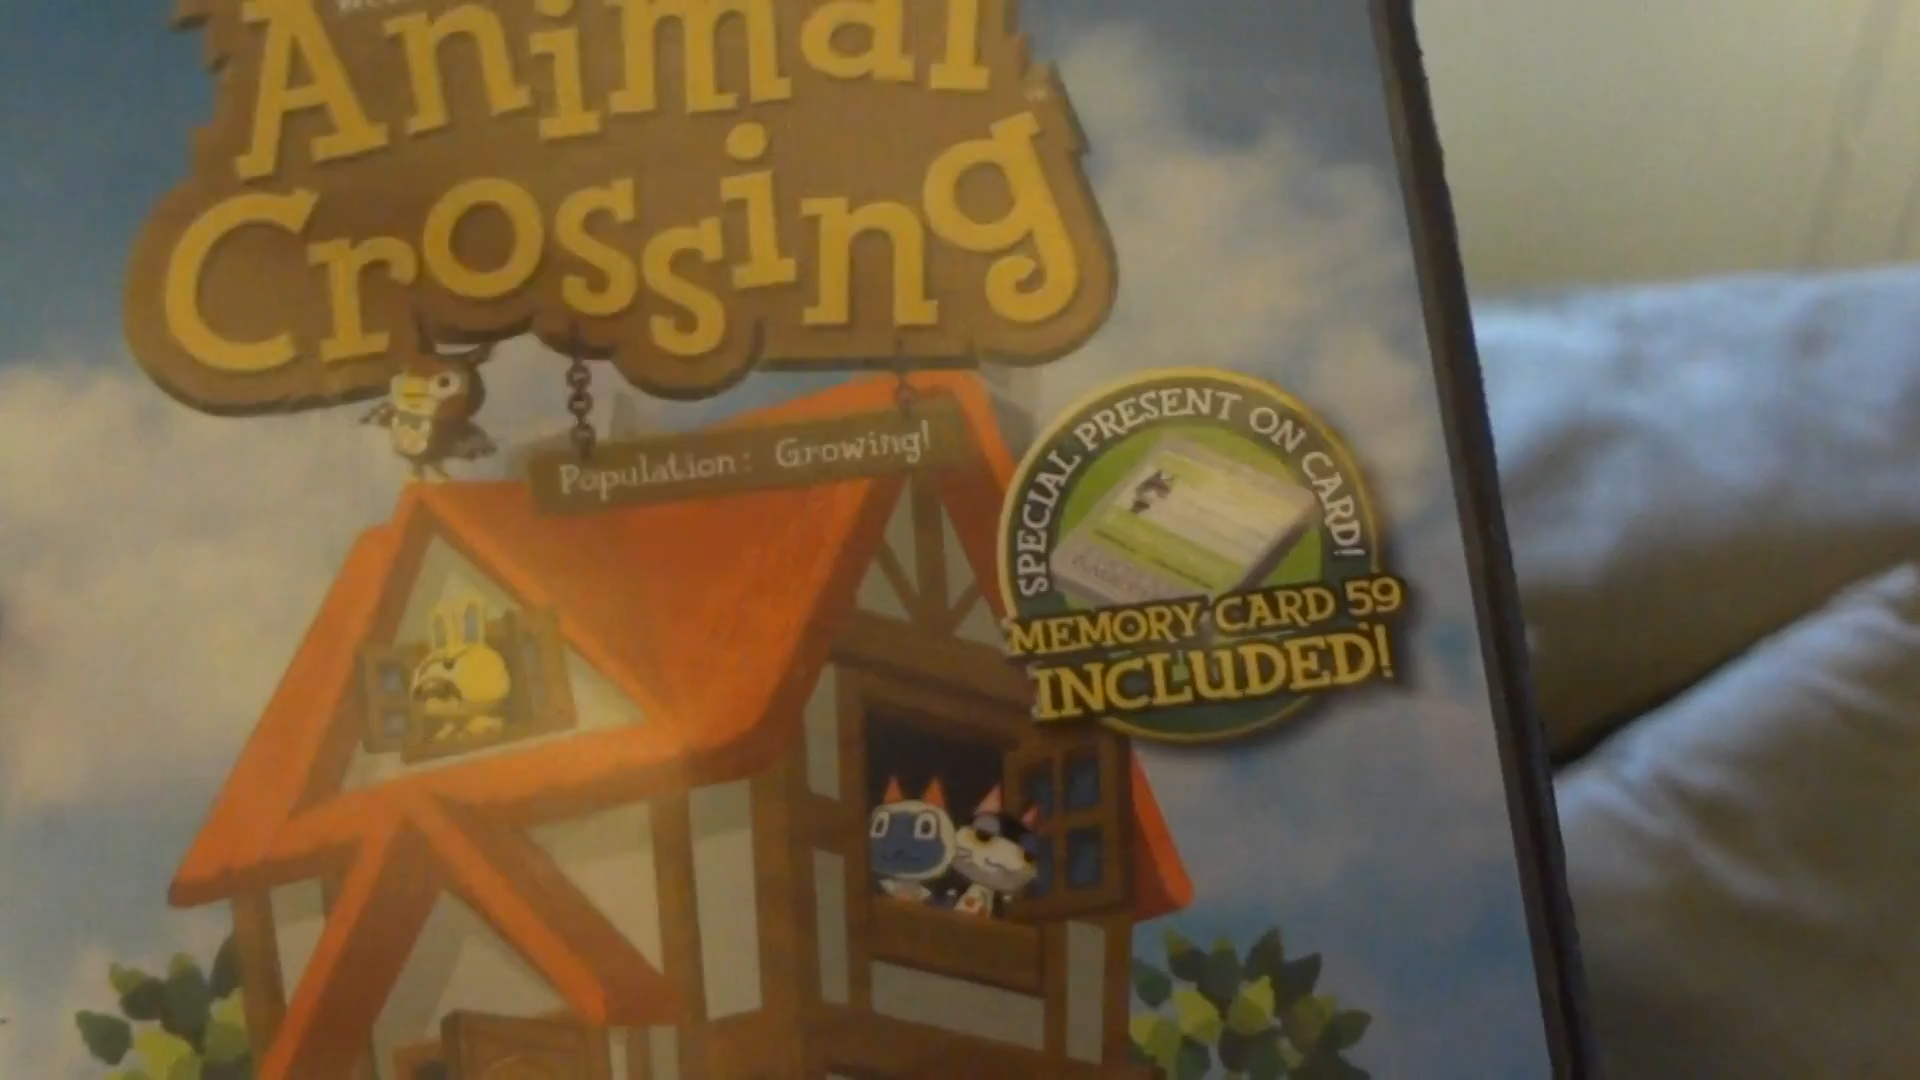 Animal
Crossing
Population: Growing!
SPECIAL PRESENT ON CARD!
MEMORY CARD 59
INCLUDED!